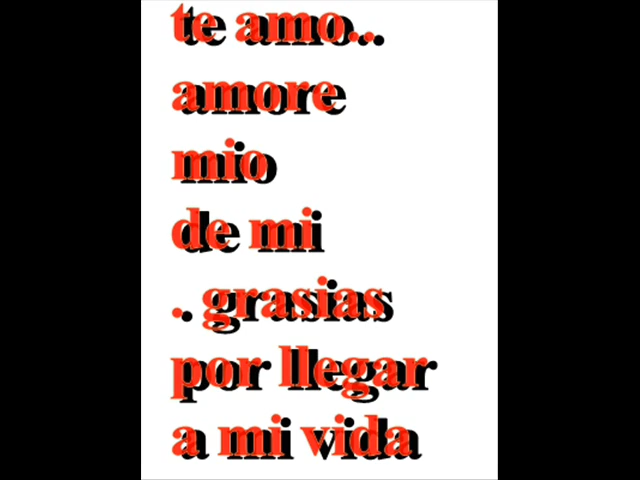 te amo..
amore
mio
de mi
. grasias
por llegar
a mi vida